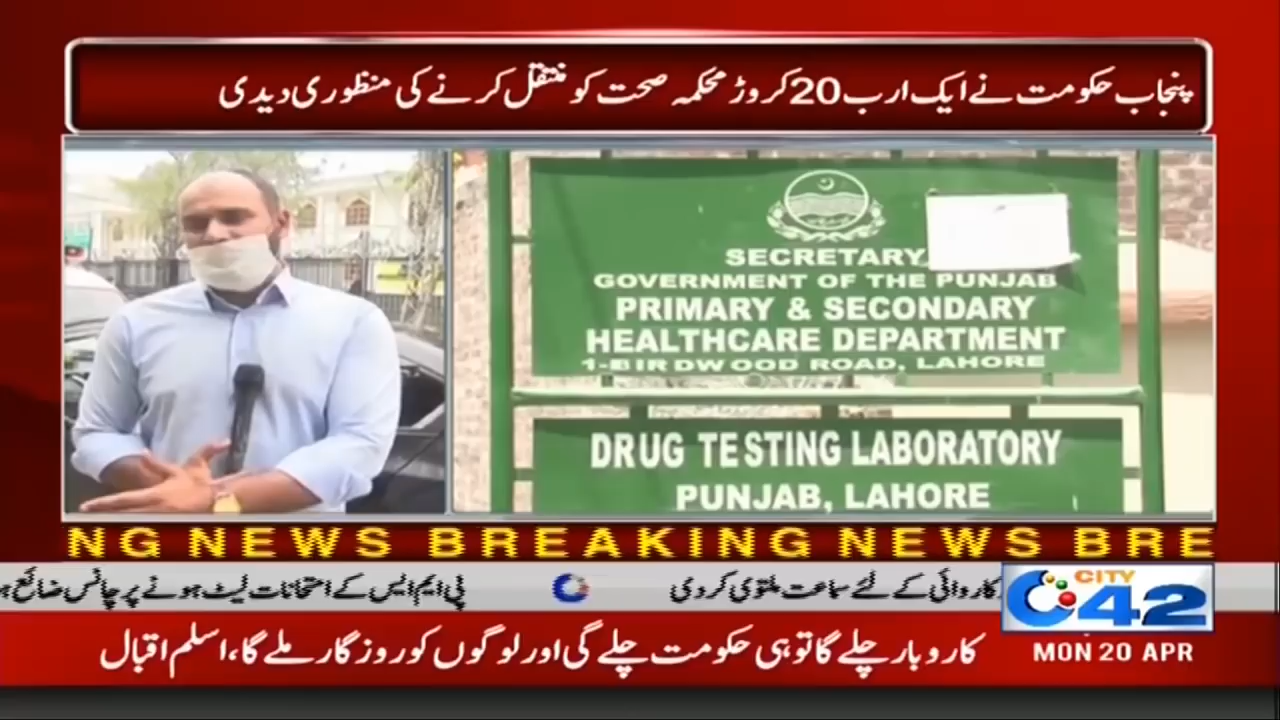 پنجاب حکومت نے ایک ارب 20 کروڑ محکمہ صحت کو منتقل کرنے کی منظوری دیدی
SECRETARY
GOVERNMENT OF THE PUNJAB
PRIMARY & SECONDARY
HEALTHCARE DEPARTMENT
1-BIRDWOOD ROAD, LAHORE
DRUG TESTING LABORATORY
PUNJAB, LAHORE
NG NEWS BREAKING NEWS BRE
کاروائی کے لئے سماعت ملتوی کر دی
پی ایم ایس کے امتحانات لیٹ ہونے پر چانس ضائع
CITY
42
کاروبار چلے گا تو ہی حکومت چلے گی اور لوگوں کو روزگار ملے گا، اسلم اقبال
MON 20 APR